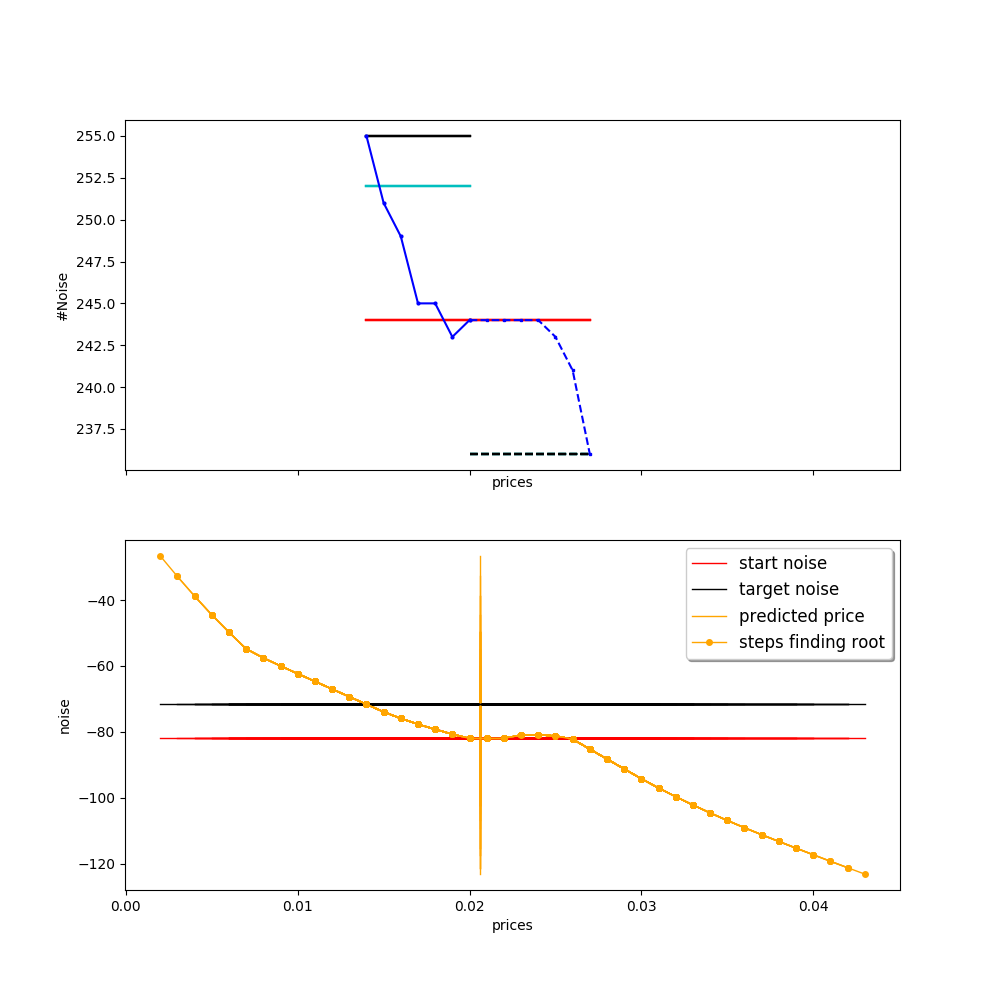 255.0
252.5
250.0
247.5
245.0
242.5
240.0
237.5
#Noise
prices
start noise
target noise
predicted price
steps finding root
−40
−60
−80
−100
−120
noise
0.00 0.01 0.02 0.03 0.04
prices